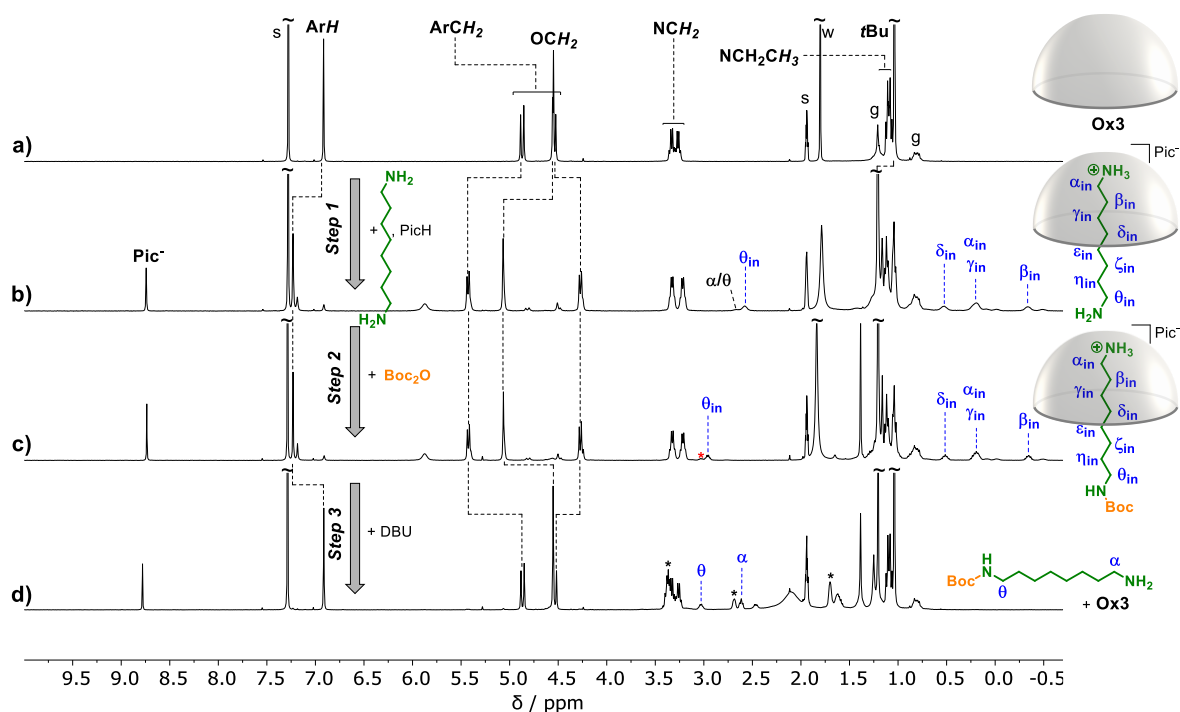 ~
s
ArH
ArCH₂
OCH₂
NCH₂
NCH₂CH₃
~
w
tBu
~
s
g
g
Ox3
a)
Step 1
+
NH₂
H₂N
, PicH
Pic⁻
~
α/θ
θin
~
δin
αin
γin
βin
b)
Pic⁻
⊕NH₃
αin
βin
γin
δin
εin
ζin
ηin
θin
H₂N
Step 2
+ Boc₂O
~
*
θin
~
~
δin
αin
γin
βin
c)
Pic⁻
⊕NH₃
αin
βin
γin
δin
εin
ζin
ηin
θin
HN
Boc
Step 3
+ DBU
~
*
θ
*
α
*
~
~
d)
Boc
H
N
θ
α
NH₂
+ Ox3
9.5 9.0 8.5 8.0 7.5 7.0 6.5 6.0 5.5 5.0 4.5 4.0 3.5 3.0 2.5 2.0 1.5 1.0 0.5 0.0 -0.5
δ / ppm